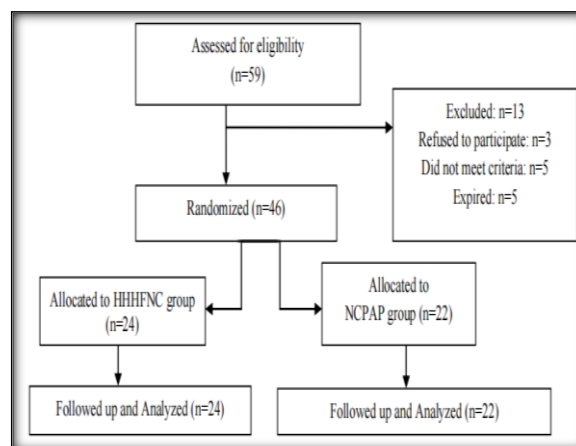 Assessed for eligibility
(n=59)
Excluded: n=13
Refused to participate: n=3
Did not meet criteria: n=5
Expired: n=5
Randomized (n=46)
Allocated to HHHFNC group
(n=24)
Allocated to
NCPAP group (n=22)
Followed up and Analyzed (n=24)
Followed up and Analyzed (n=22)